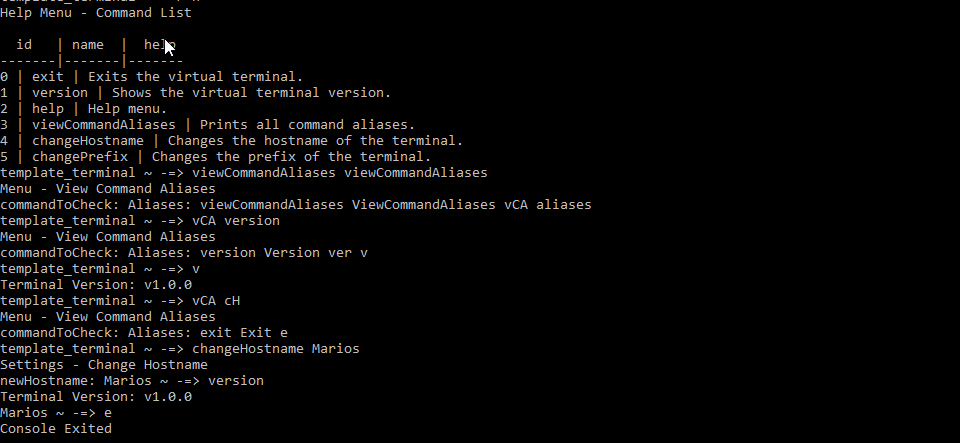 Help Menu - Command List
id | name | help
-------|-------|-------
0 | exit | Exits the virtual terminal.
1 | version | Shows the virtual terminal version.
2 | help | Help menu.
3 | viewCommandAliases | Prints all command aliases.
4 | changeHostname | Changes the hostname of the terminal.
5 | changePrefix | Changes the prefix of the terminal.
template_terminal ~ -=> viewCommandAliases viewCommandAliases
Menu - View Command Aliases
commandToCheck: Aliases: viewCommandAliases ViewCommandAliases vCA aliases
template_terminal ~ -=> vCA version
Menu - View Command Aliases
commandToCheck: Aliases: version Version ver v
template_terminal ~ -=> v
Terminal Version: v1.0.0
template_terminal ~ -=> vCA cH
Menu - View Command Aliases
commandToCheck: Aliases: exit Exit e
template_terminal ~ -=> changeHostname Marios
Settings - Change Hostname
newHostname: Marios ~ -=> version
Terminal Version: v1.0.0
Marios ~ -=> e
Console Exited